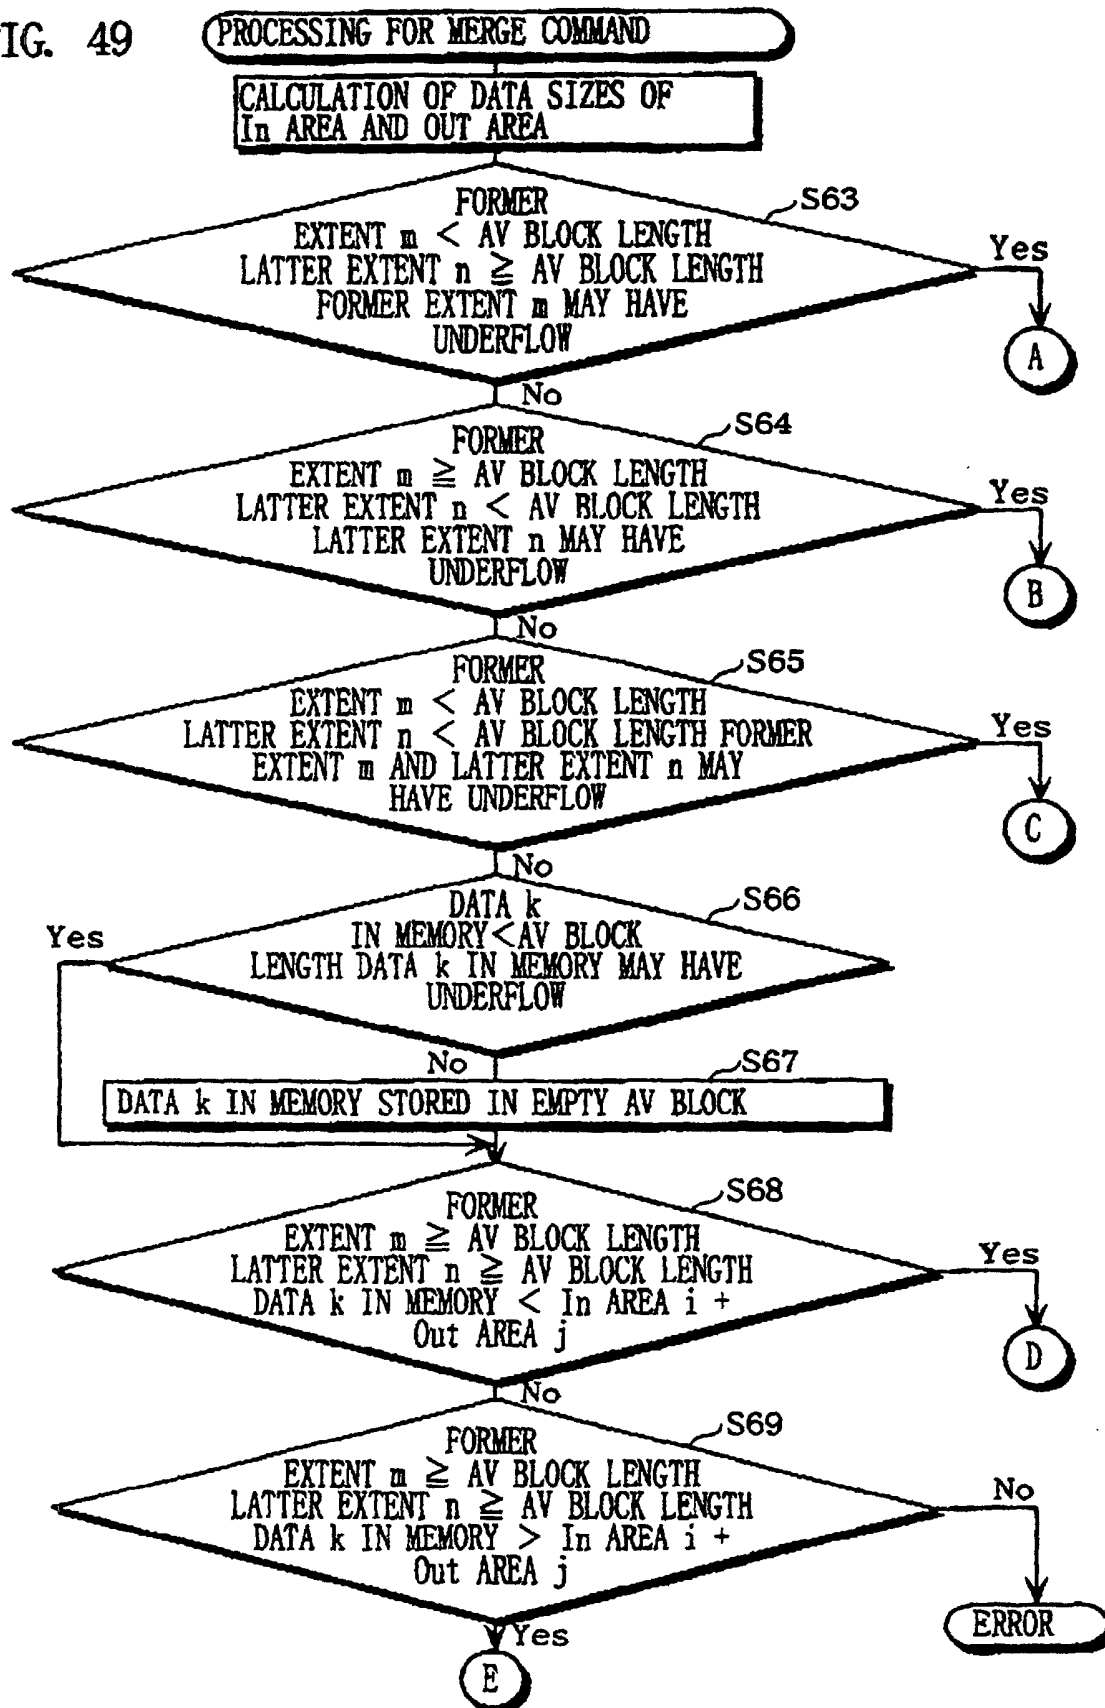 IG. 49
PROCESSING FOR MERGE COMMAND
CALCULATION OF DATA SIZES OF
In AREA AND OUT AREA
S63
FORMER
EXTENT m < AV BLOCK LENGTH
LATTER EXTENT n ≧ AV BLOCK LENGTH
FORMER EXTENT m MAY HAVE
UNDERFLOW
Yes
A
No
S64
FORMER
EXTENT m ≧ AV BLOCK LENGTH
LATTER EXTENT n < AV BLOCK LENGTH
LATTER EXTENT n MAY HAVE
UNDERFLOW
Yes
B
No
S65
FORMER
EXTENT m < AV BLOCK LENGTH
LATTER EXTENT n < AV BLOCK LENGTH FORMER
EXTENT m AND LATTER EXTENT n MAY
HAVE UNDERFLOW
Yes
C
No
S66
DATA k
IN MEMORY<AV BLOCK
LENGTH DATA k IN MEMORY MAY HAVE
UNDERFLOW
Yes
No
S67
DATA k IN MEMORY STORED IN EMPTY AV BLOCK
S68
FORMER
EXTENT m ≧ AV BLOCK LENGTH
LATTER EXTENT n ≧ AV BLOCK LENGTH
DATA k IN MEMORY < In AREA i +
Out AREA j
Yes
D
No
S69
FORMER
EXTENT m ≧ AV BLOCK LENGTH
LATTER EXTENT n ≧ AV BLOCK LENGTH
DATA k IN MEMORY > In AREA i +
Out AREA j
No
ERROR
Yes
E